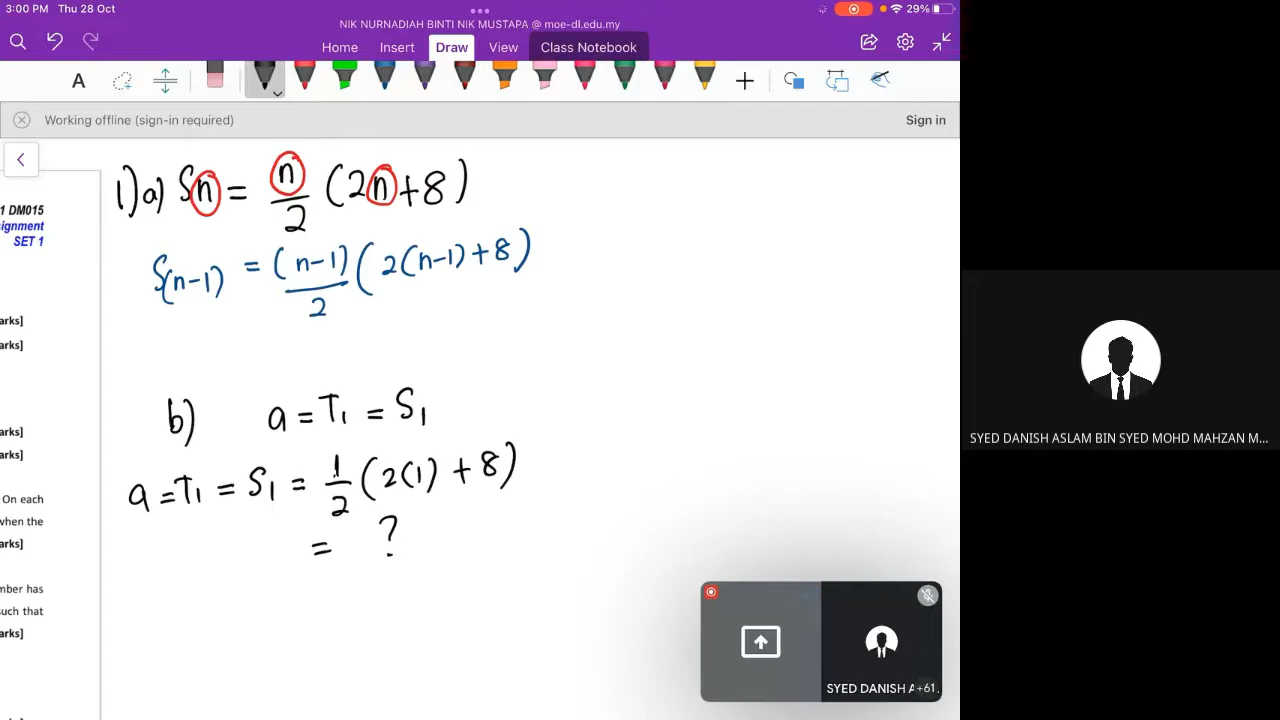 3:00 PM Thu 28 Oct
29%
NIK NURNADIAH BINTI NIK MUSTAPA @ moe-dl.edu.my
Home Insert Draw View Class Notebook
A
Working offline (sign-in required) Sign in
1 DM015
ignment
SET 1
arks]
arks]
arks]
arks]
On each
when the
arks]
mber has
such that
arks]
1) a) Sn = n/2 (2n+8)
S(n-1) = (n-1)/2 (2(n-1)+8)
b) a = T₁ = S₁
a = T₁ = S₁ = 1/2 (2(1) + 8)
= ?
SYED DANISH ASLAM BIN SYED MOHD MAHZAN M...
SYED DANISH A +61